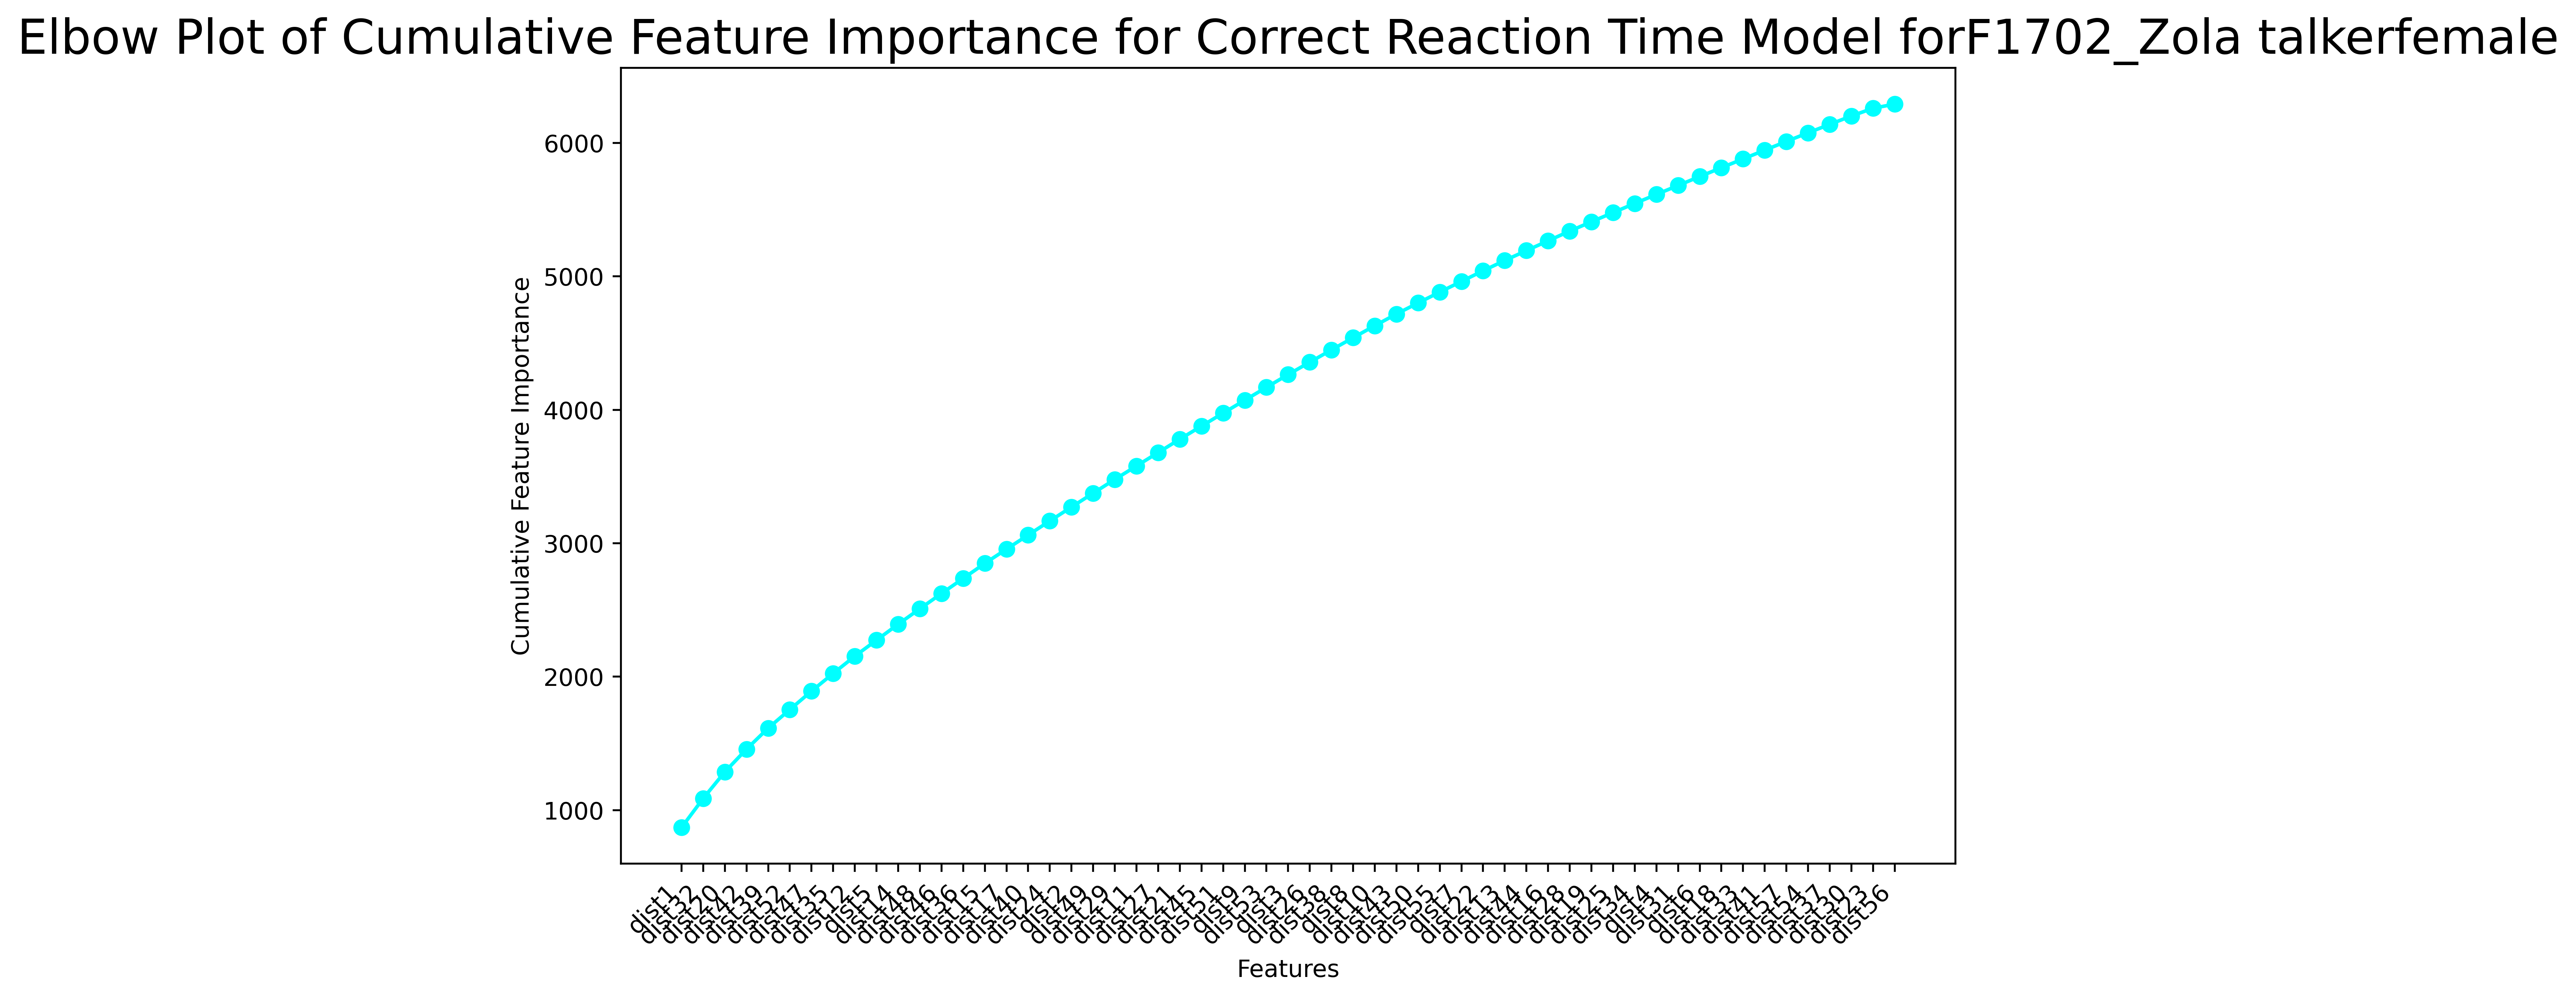 Elbow Plot of Cumulative Feature Importance for Correct Reaction Time Model forF1702_Zola talkerfemale
Cumulative Feature Importance
6000
5000
4000
3000
2000
1000
dist1
dist32
dist20
dist42
dist39
dist52
dist47
dist35
dist12
dist5
dist14
dist48
dist46
dist36
dist15
dist17
dist40
dist24
dist2
dist49
dist29
dist11
dist27
dist21
dist45
dist51
dist9
dist53
dist3
dist26
dist38
dist8
dist10
dist43
dist50
dist55
dist7
dist22
dist13
dist44
dist16
dist28
dist19
dist25
dist34
dist4
dist31
dist6
dist18
dist33
dist41
dist57
dist54
dist37
dist30
dist23
dist56
Features